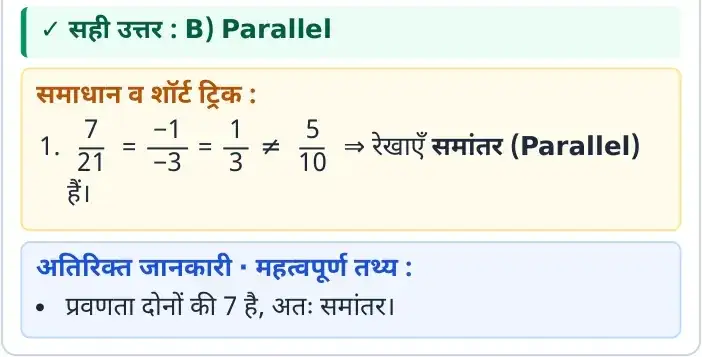 ✓ सही उत्तर : B) Parallel
समाधान व शॉर्ट ट्रिक :
1. 7/21 = −1/−3 = 1/3 ≠ 5/10 ⇒ रेखाएँ समांतर (Parallel)
हैं।
अतिरिक्त जानकारी · महत्वपूर्ण तथ्य :
• प्रवणता दोनों की 7 है, अतः समांतर।